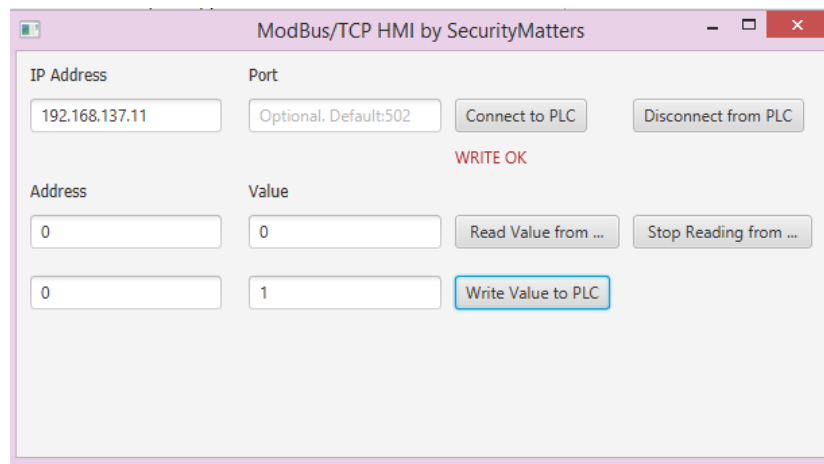 ModBus/TCP HMI by SecurityMatters
IP Address Port
192.168.137.11 Optional. Default:502 Connect to PLC Disconnect from PLC
WRITE OK
Address Value
0 0 Read Value from ... Stop Reading from ...
0 1 Write Value to PLC